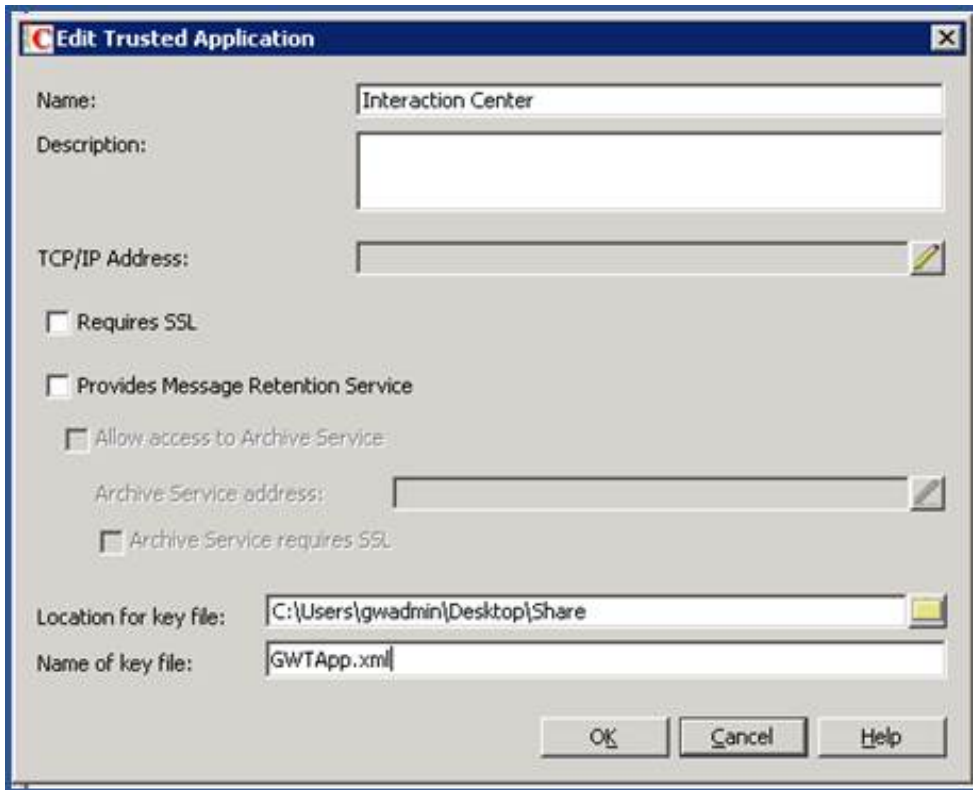 C Edit Trusted Application
Name: Interaction Center
Description:
TCP/IP Address:
Requires SSL
Provides Message Retention Service
Allow access to Archive Service
Archive Service address:
Archive Service requires SSL
Location for key file: C:\Users\gwadmin\Desktop\Share
Name of key file: GWTApp.xml
OK Cancel Help